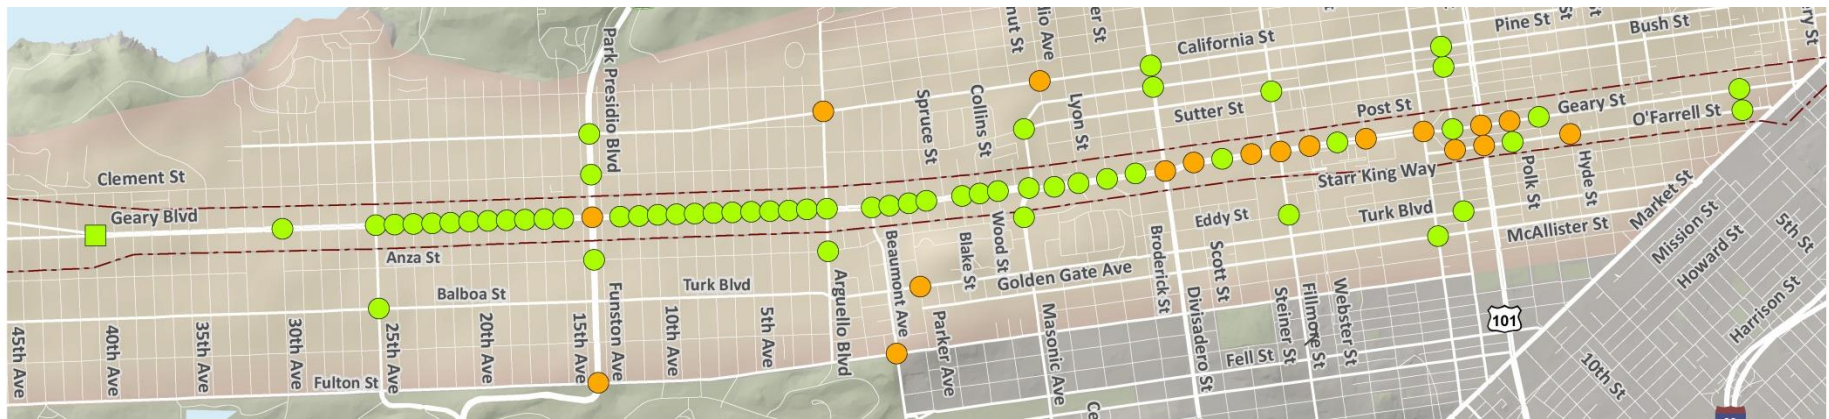 Pine St
Bush St
California St
Park Presidio Blvd
Spruce St
Collins St
Lyon St
Sutter St
Post St
Geary St
O'Farrell St
Clement St
Geary Blvd
Starr King Way
Polk St
Hyde St
Anza St
Beaumont Ave
Blake St
Wood St
Eddy St
Turk Blvd
McAllister St
Market St
Mission St
Howard St
5th St
Balboa St
Turk Blvd
Golden Gate Ave
Broderick St
Scott St
Harrison St
45th Ave
40th Ave
35th Ave
30th Ave
25th Ave
20th Ave
15th Ave
Funston Ave
10th Ave
5th Ave
Arguello Blvd
Parker Ave
Masonic Ave
Divisadero St
Steiner St
Fillmore St
Webster St
Fell St
101
10th St
Fulton St